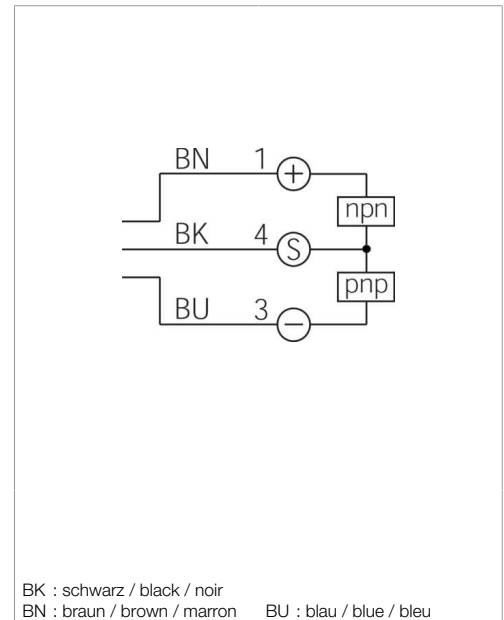 BN 1 +
npn
BK 4 S
pnp
BU 3 −
BK : schwarz / black / noir
BN : braun / brown / marron BU : blau / blue / bleu